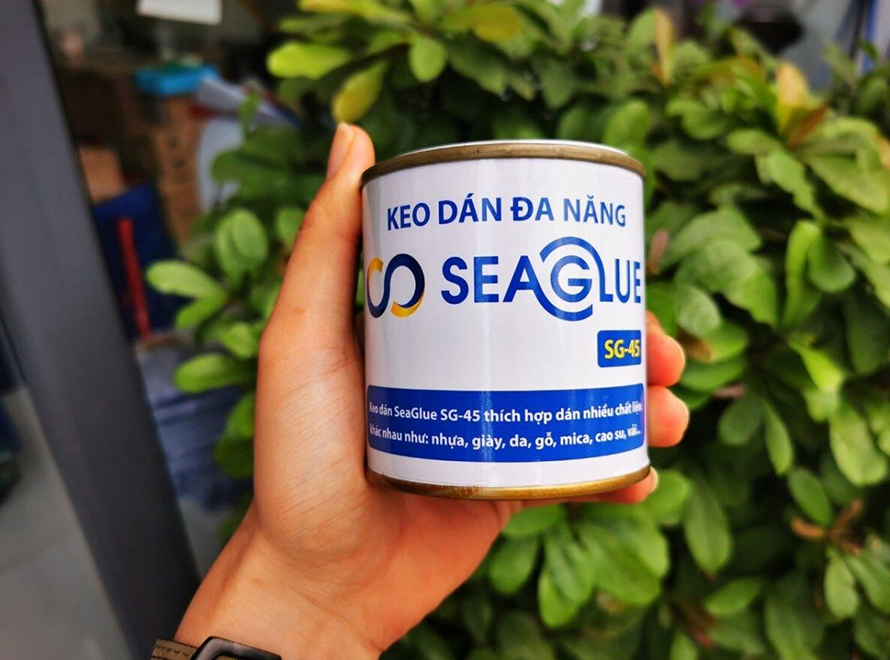 KEO DÁN ĐA NĂNG
SEAGLUE
SG-45
Keo dán SeaGlue SG-45 thích hợp dán nhiều chất liệu
khác nhau như: nhựa, giày, da, gỗ, mica, cao su, vải...